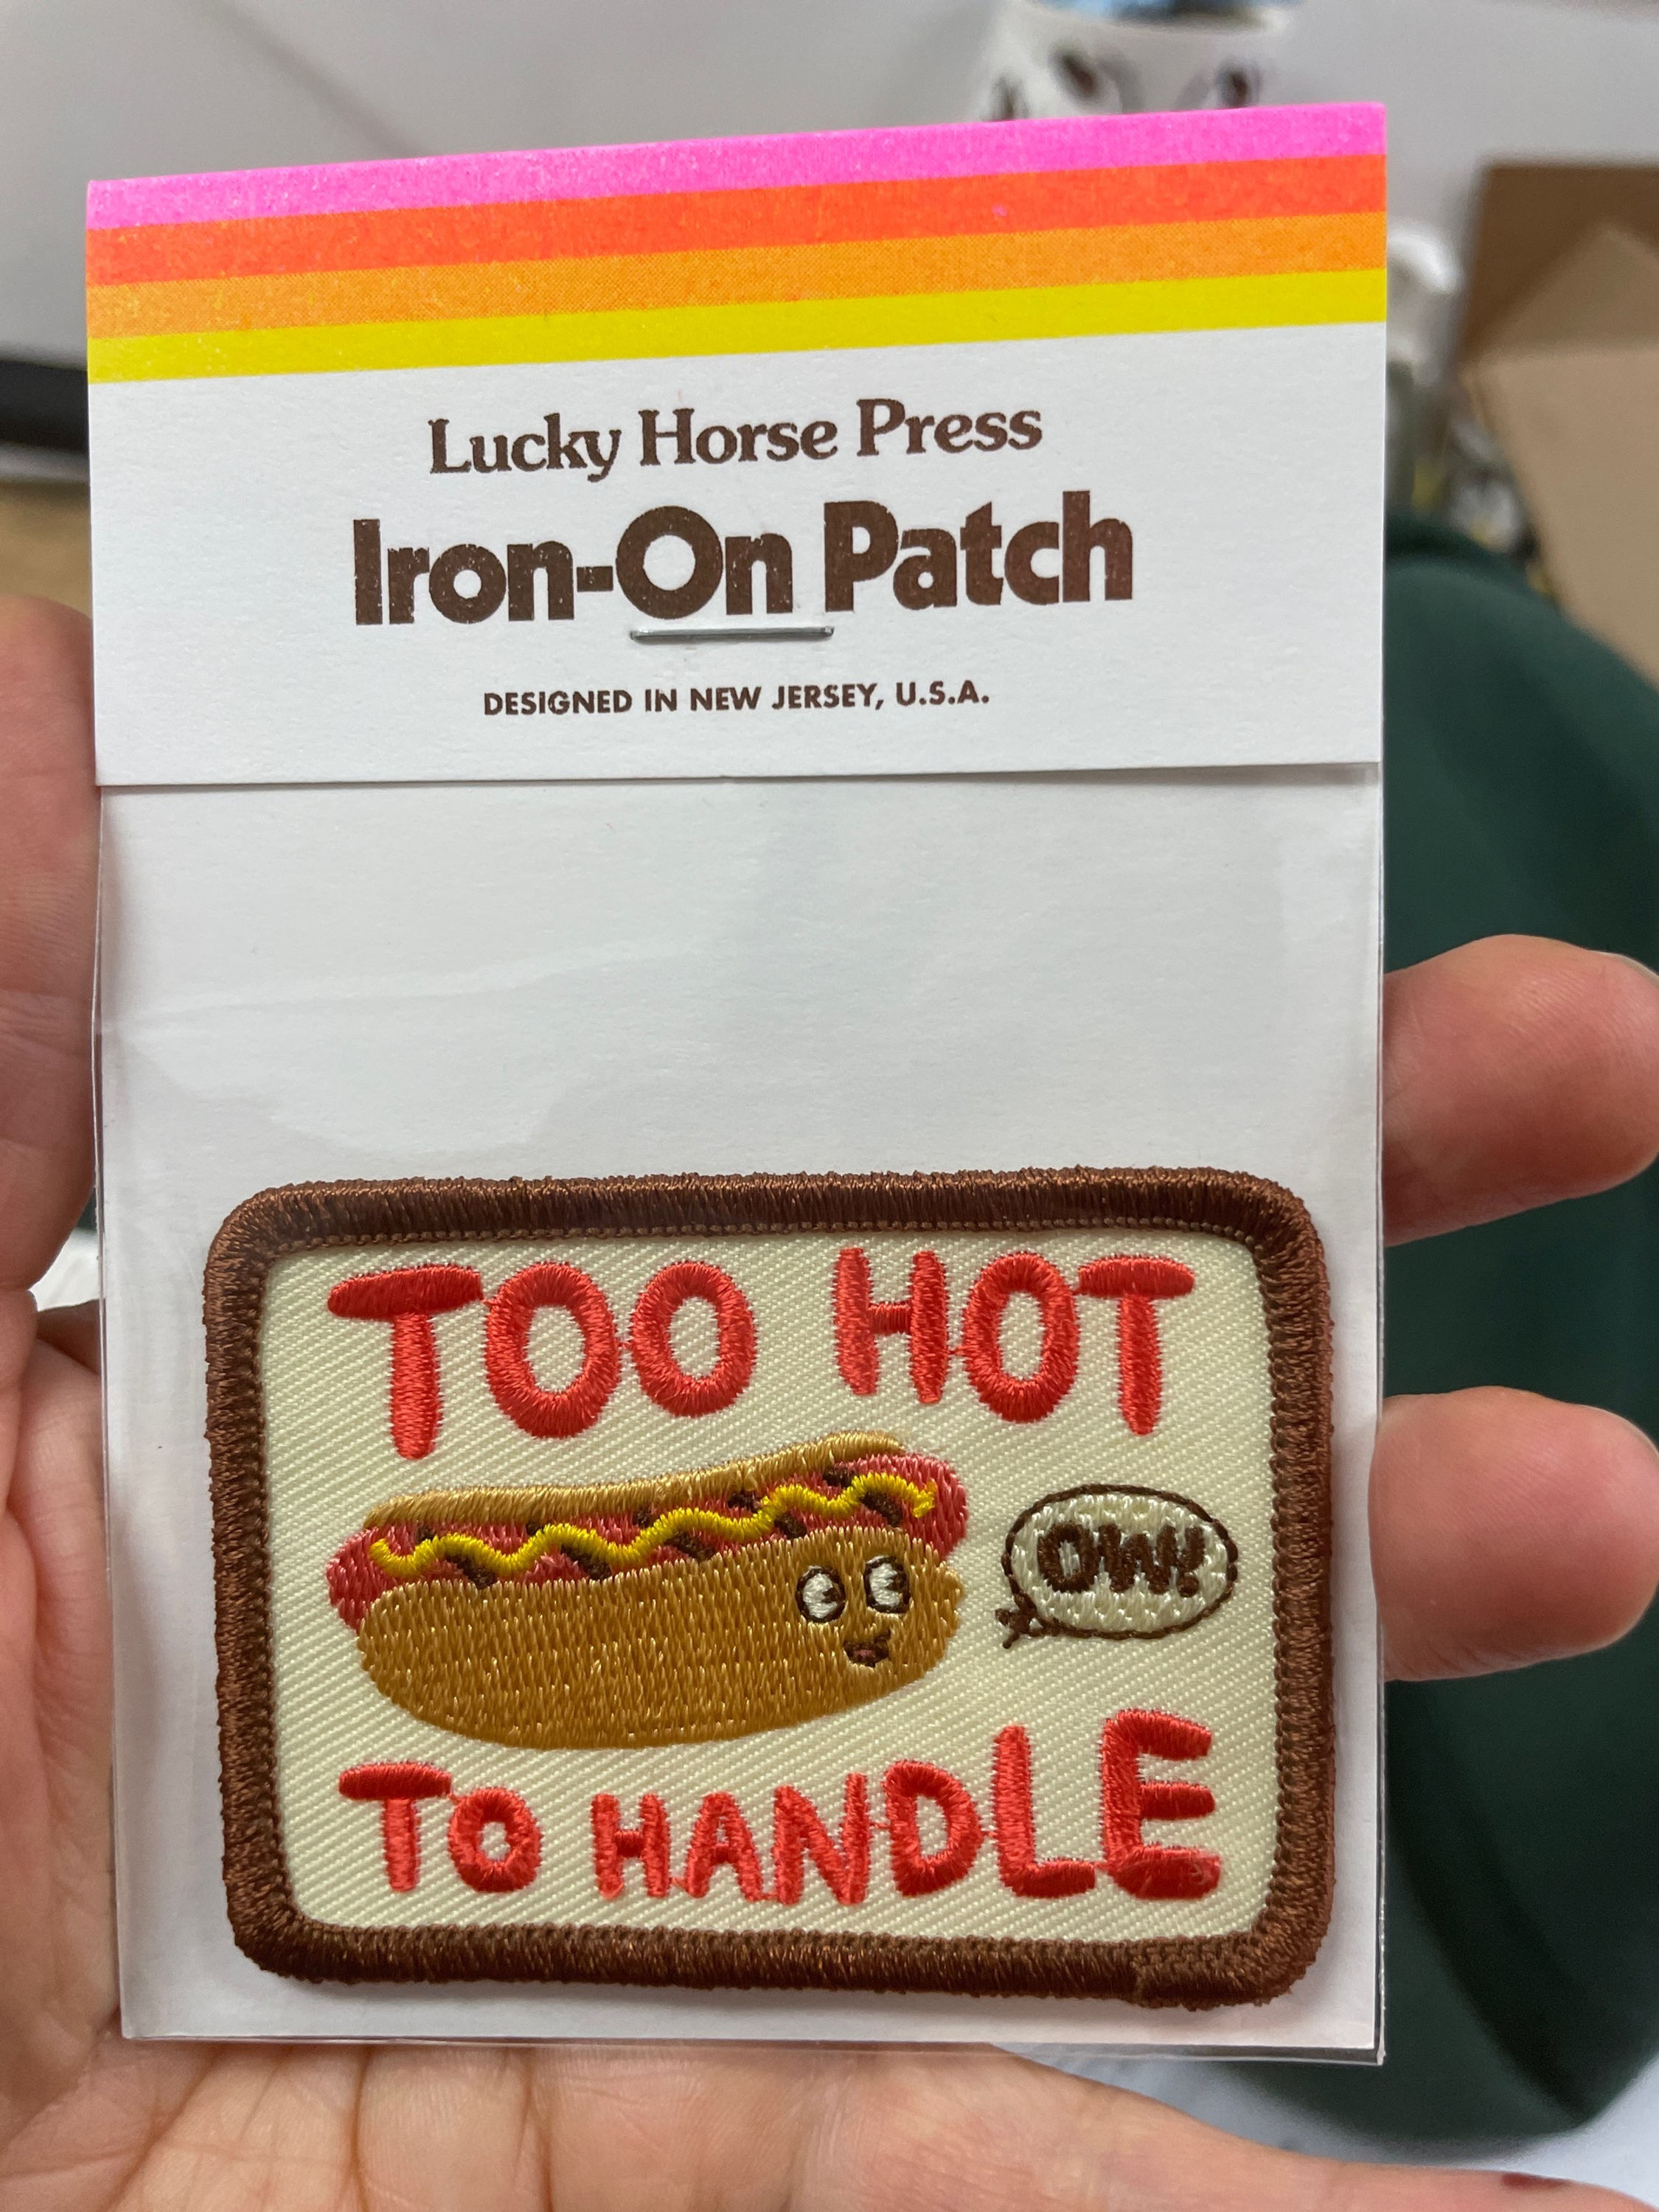 Lucky Horse Press
Iron-On Patch
DESIGNED IN NEW JERSEY, U.S.A.
TOO HOT
OW!
TO HANDLE